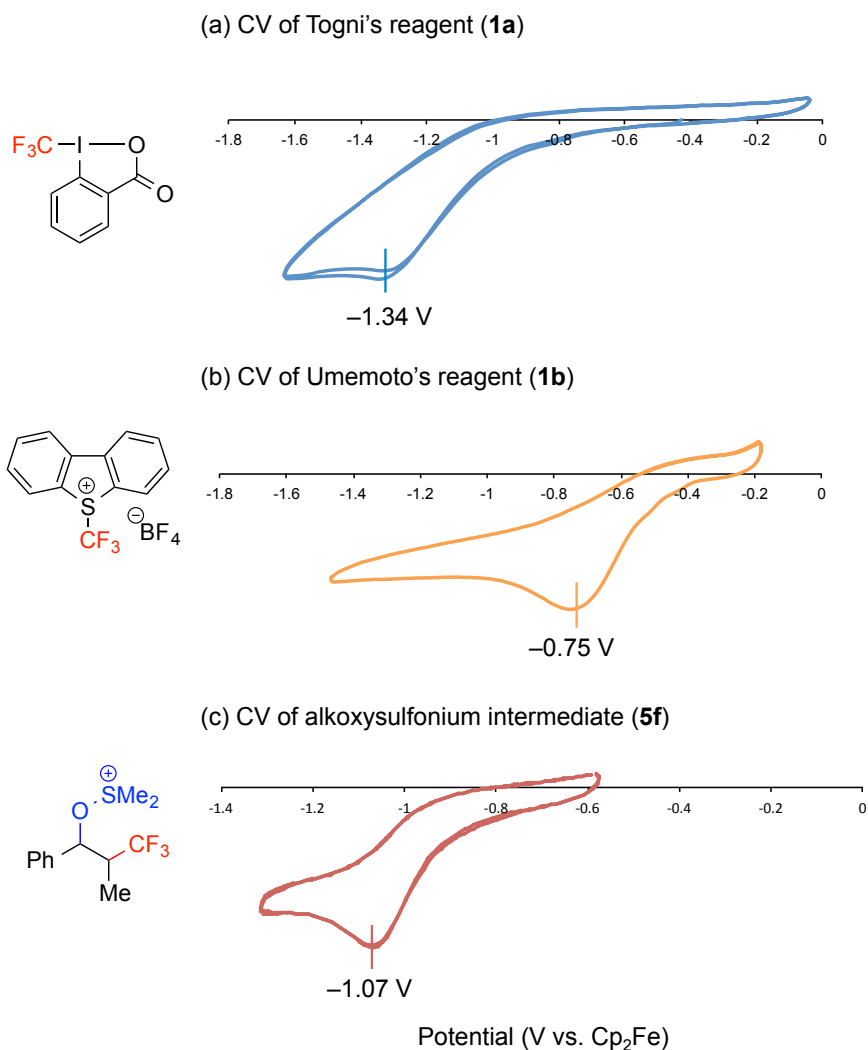 (a) CV of Togni's reagent (1a)
-1.8 -1.6 -1.4 -1.2 -1 -0.8 -0.6 -0.4 -0.2 0
F₃C I O
O
–1.34 V
(b) CV of Umemoto's reagent (1b)
-1.8 -1.6 -1.4 -1.2 -1 -0.8 -0.6 -0.4 -0.2 0
S ⊕
CF₃ ⊖BF₄
–0.75 V
(c) CV of alkoxysulfonium intermediate (5f)
-1.4 -1.2 -1 -0.8 -0.6 -0.4 -0.2 0
⊕
SMe₂
O
Ph CF₃
Me
–1.07 V
Potential (V vs. Cp₂Fe)